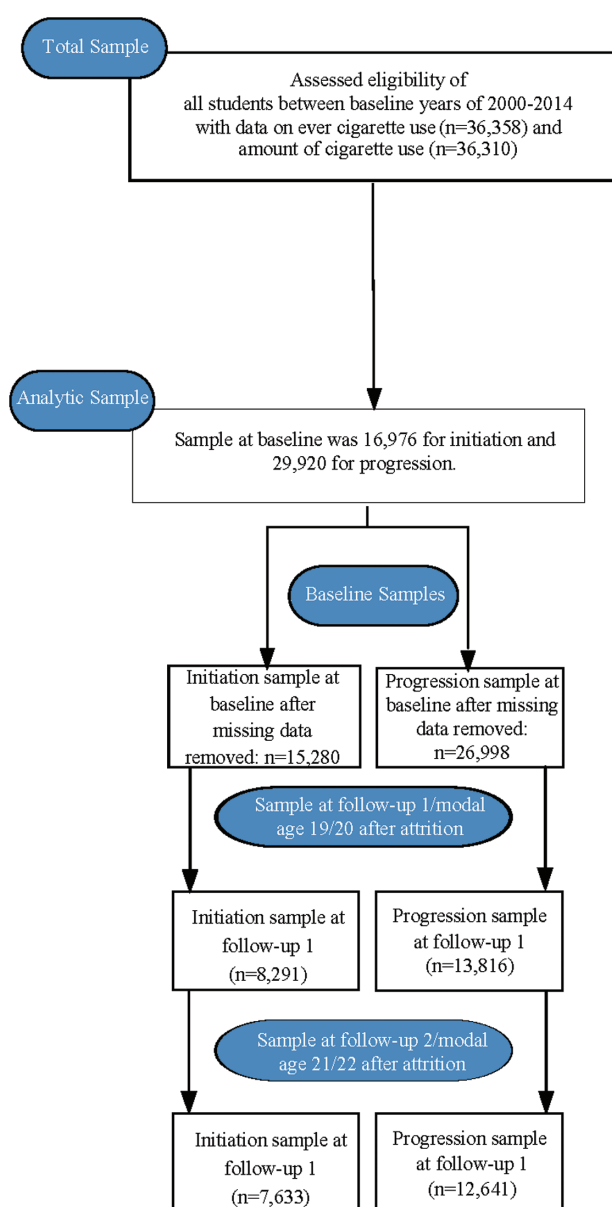 Total Sample
Assessed eligibility of
all students between baseline years of 2000-2014
with data on ever cigarette use (n=36,358) and
amount of cigarette use (n=36,310)
Analytic Sample
Sample at baseline was 16,976 for initiation and
29,920 for progression.
Baseline Samples
Initiation sample at
baseline after
missing data
removed: n=15,280
Progression sample at
baseline after missing
data removed:
n=26,998
Sample at follow-up 1/modal
age 19/20 after attrition
Initiation sample at
follow-up 1
(n=8,291)
Progression sample
at follow-up 1
(n=13,816)
Sample at follow-up 2/modal
age 21/22 after attrition
Initiation sample at
follow-up 1
(n=7,633)
Progression sample
at follow-up 1
(n=12,641)